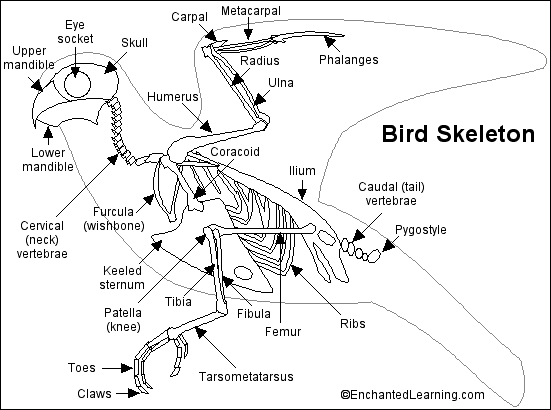 Carpal
Metacarpal
Eye
socket
Skull
Upper
mandible
Phalanges
Radius
Ulna
Humerus
Bird Skeleton
Lower
mandible
Coracoid
Ilium
Caudal (tail)
vertebrae
Cervical
(neck)
vertebrae
Furcula
(wishbone)
Pygostyle
Keeled
sternum
Patella
(knee)
Tibia
Fibula
Femur
Ribs
Toes
Tarsometatarsus
Claws
©EnchantedLearning.com